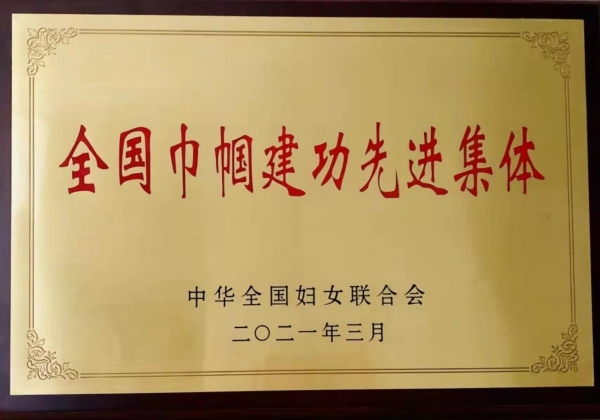 全国巾帼建功先进集体
中华全国妇女联合会
二〇二一年三月